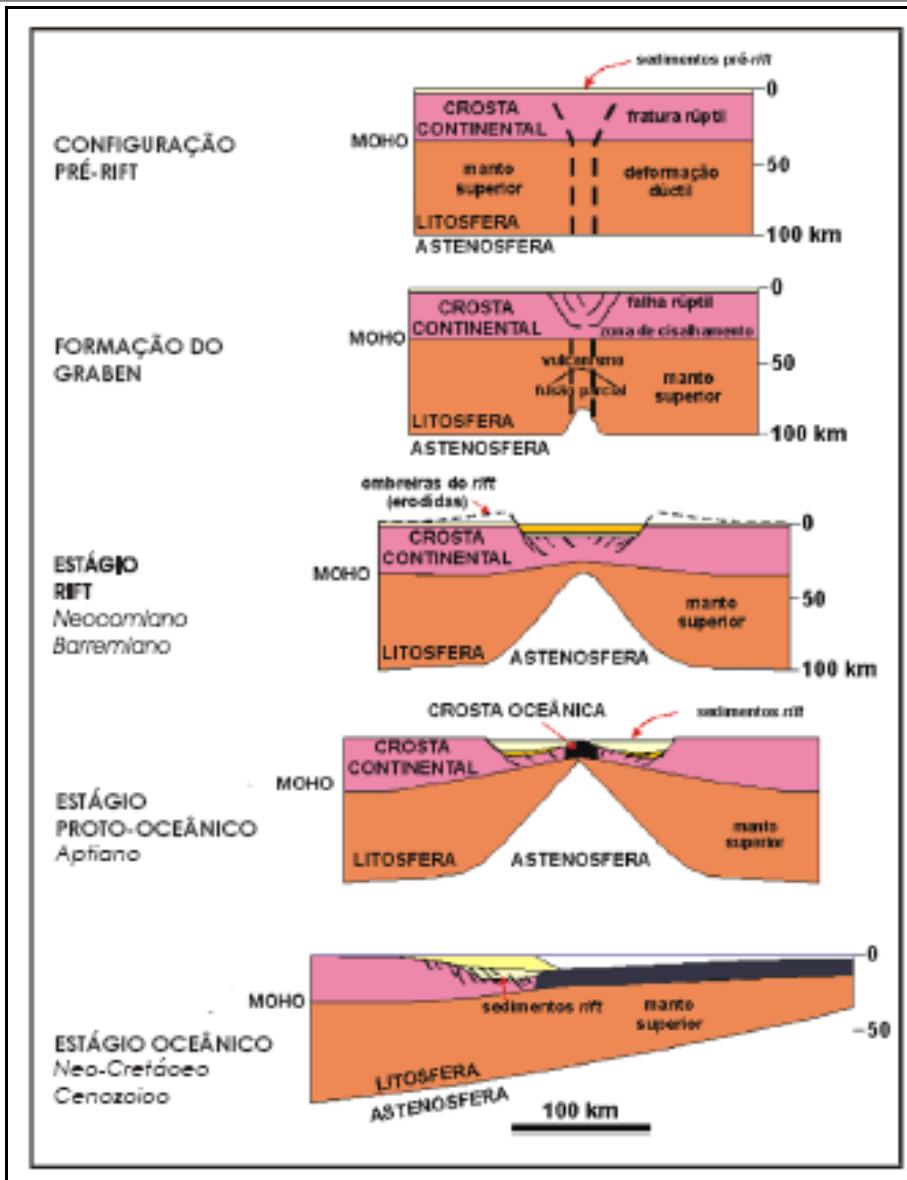 sedimentos pré-rift
CONFIGURAÇÃO
PRÉ-RIFT
MOHO
CROSTA
CONTINENTAL
fratura rúptil
manto
superior
deformação
dúctil
LITOSFERA
ASTENOSFERA
0
50
100 km
FORMAÇÃO DO
GRABEN
MOHO
CROSTA
CONTINENTAL
falha rúptil
zona de cisalhamento
vulcanismo
fusão parcial
manto
superior
LITOSFERA
ASTENOSFERA
0
50
100 km
ombreiras do rift
(erodidas)
ESTÁGIO
RIFT
Neocomiano
Barremiano
MOHO
CROSTA
CONTINENTAL
manto
superior
LITOSFERA
ASTENOSFERA
0
50
100 km
CROSTA OCEÂNICA
sedimentos rift
ESTÁGIO
PROTO-OCEÂNICO
Aptiano
MOHO
CROSTA
CONTINENTAL
manto
superior
LITOSFERA
ASTENOSFERA
ESTÁGIO OCEÂNICO
Neo-Cretáceo
Cenozoico
MOHO
sedimentos rift
manto
superior
LITOSFERA
ASTENOSFERA
0
50
100 km